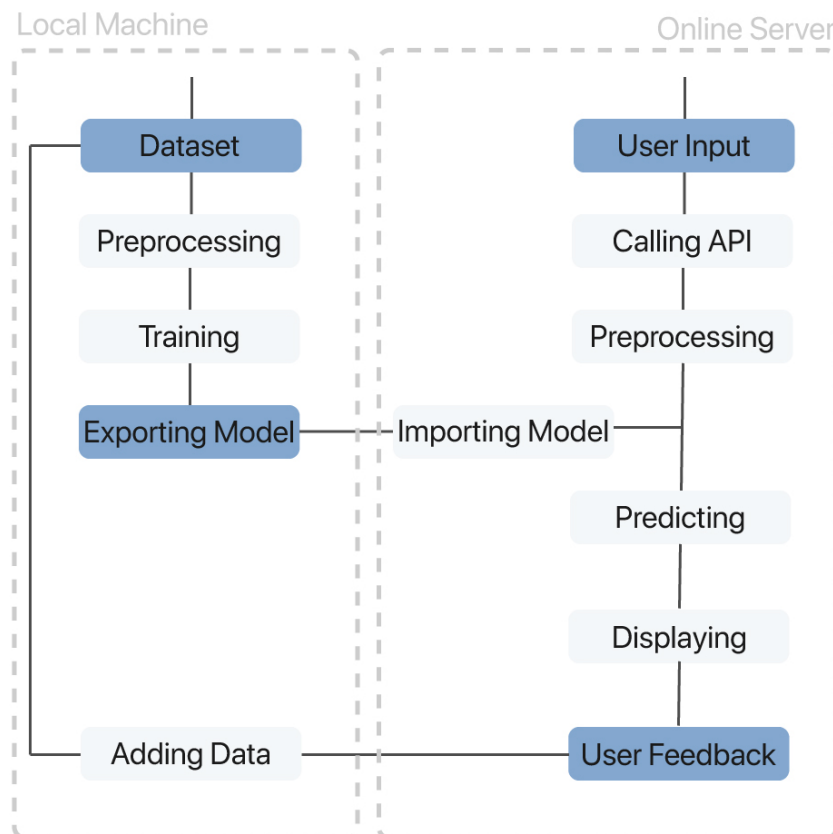 Local Machine
Online Server
Dataset
User Input
Preprocessing
Calling API
Training
Preprocessing
Exporting Model
Importing Model
Predicting
Displaying
Adding Data
User Feedback